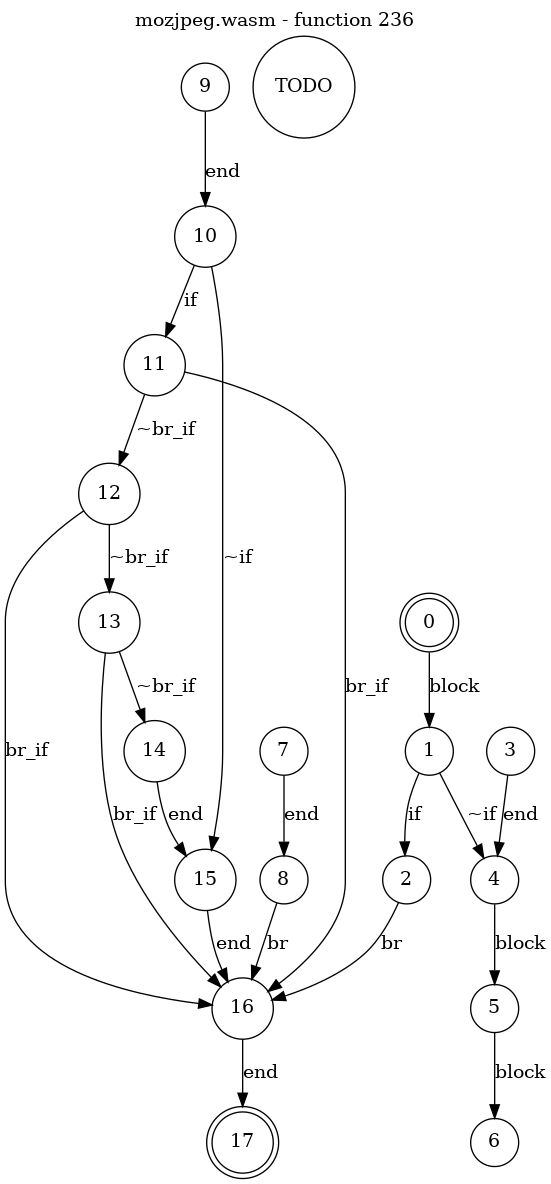 mozjpeg.wasm - function 236
9
TODO
end
10
if
11
~br_if
12
~br_if
~if
13
0
~br_if
br_if
block
br_if
14
7
1
3
br_if
end
end
if
~if
end
15
8
2
4
end
br
br
block
16
5
end
block
17
6